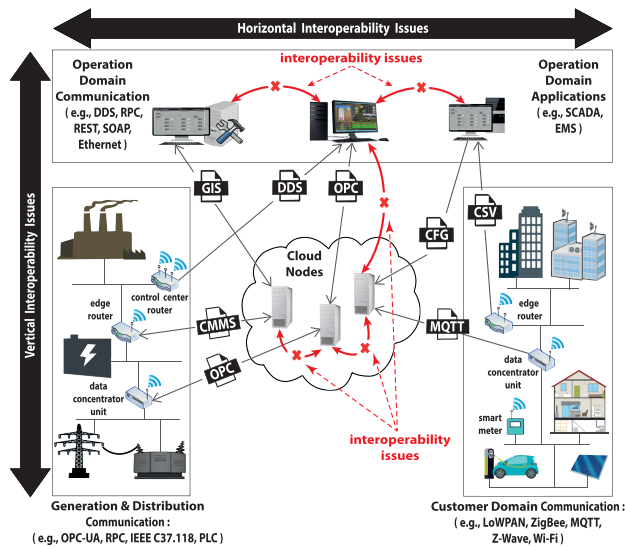 Horizontal Interoperability Issues
Vertical Interoperability Issues
Operation
Domain
Communication
( e.g., DDS, RPC,
REST, SOAP,
Ethernet )
interoperability issues
Operation
Domain
Applications
( e.g., SCADA,
EMS )
GIS
DDS
OPC
CFG
CSV
Cloud
Nodes
control center
router
edge
router
CMMS
data
concentrator
unit
OPC
MQTT
edge
router
data
concentrator
unit
smart
meter
interoperability
issues
Generation & Distribution
Communication :
( e.g., OPC-UA, RPC, IEEE C37.118, PLC )
Customer Domain Communication :
( e.g., LoWPAN, ZigBee, MQTT,
Z-Wave, Wi-Fi )